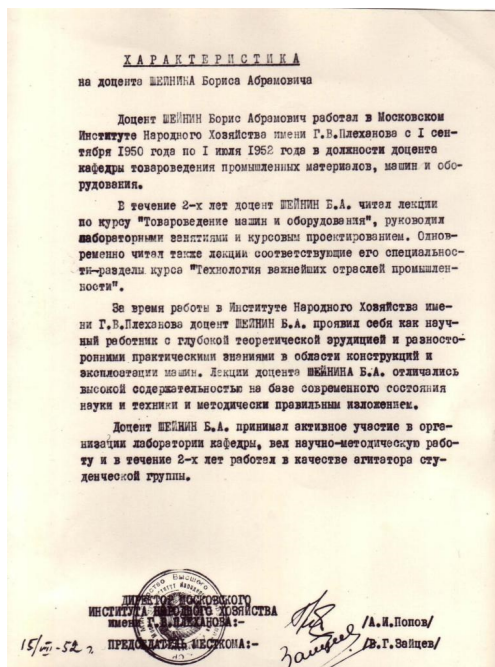 ХАРАКТЕРИСТИКА
на доцента ШЕЙНИНА Бориса Абрамовича
Доцент ШЕЙНИН Борис Абрамович работал в Московском
Институте Народного Хозяйства имени Г.В.Плеханова с I сен-
тября 1950 года по I июля 1952 года в должности доцента
кафедры товароведения промышленных материалов, машин и обо-
рудования.
В течение 2-х лет доцент ШЕЙНИН Б.А. читал лекции
по курсу "Товароведение машин и оборудования", руководил
лабораторными занятиями и курсовым проектированием. Одно-
временно читал также лекции соответствующие его специальнос-
ти-разделы курса "Технология важнейших отраслей промышлен-
ности".
За время работы в Институте Народного Хозяйства име-
ни Г.В.Плеханова доцент ШЕЙНИН Б.А. проявил себя как науч-
ный работник с глубокой теоретической эрудицией и разносто-
ронними практическими знаниями в области конструкций и
эксплоатации машин. Лекции доцента ШЕЙНИНА Б.А. отличались
высокой содержательностью на базе современного состояния
науки и техники и методически правильным изложением.
Доцент ШЕЙНИН Б.А. принимал активное участие в орга-
низации лаборатории кафедры, вел научно-методическую рабо-
ту и в течение 2-х лет работал в качестве агитатора сту-
денческой группы.
ДИРЕКТОР МОСКОВСКОГО
ИНСТИТУТА НАРОДНОГО ХОЗЯЙСТВА
имени Г.В.ПЛЕХАНОВА:- /А.И.Попов/
15/VII-52 г. ПРЕДСЕДАТЕЛЬ МЕСТКОМА:- Зайцев /В.Г.Зайцев/